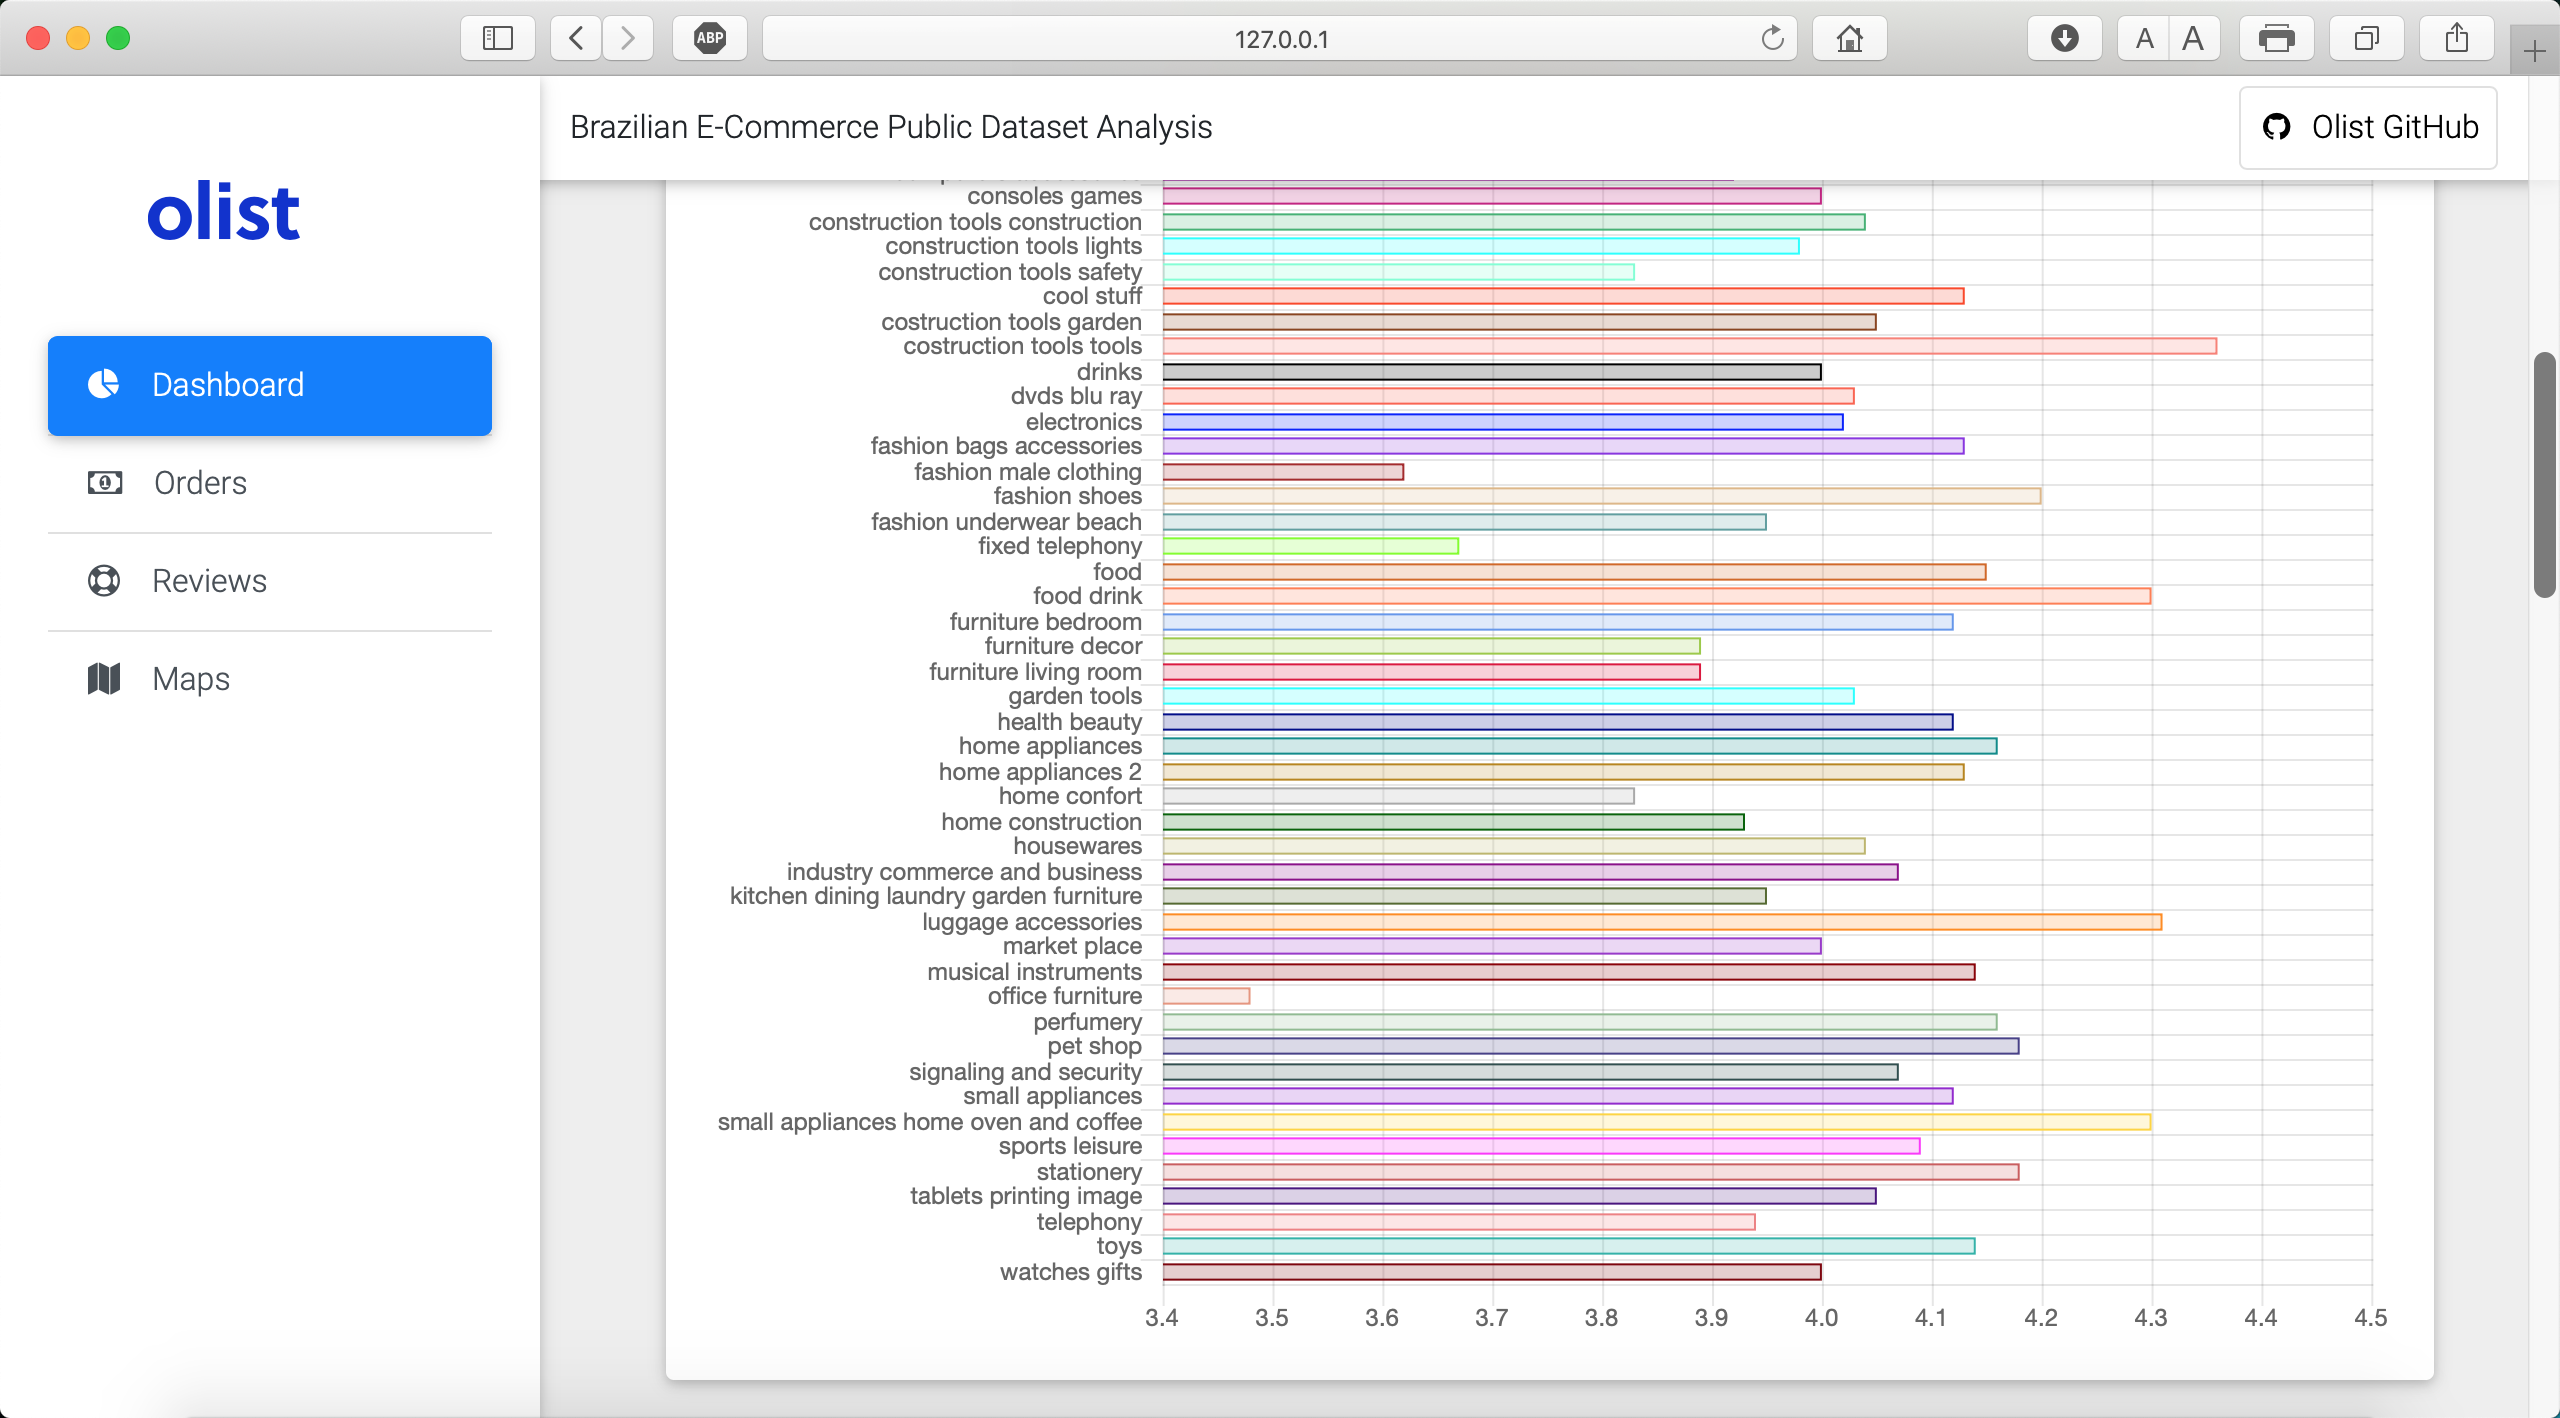 ABP
127.0.0.1
A A
Brazilian E-Commerce Public Dataset Analysis
Olist GitHub
olist
Dashboard
Orders
Reviews
Maps
consoles games
construction tools construction
construction tools lights
construction tools safety
cool stuff
costruction tools garden
costruction tools tools
drinks
dvds blu ray
electronics
fashion bags accessories
fashion male clothing
fashion shoes
fashion underwear beach
fixed telephony
food
food drink
furniture bedroom
furniture decor
furniture living room
garden tools
health beauty
home appliances
home appliances 2
home confort
home construction
housewares
industry commerce and business
kitchen dining laundry garden furniture
luggage accessories
market place
musical instruments
office furniture
perfumery
pet shop
signaling and security
small appliances
small appliances home oven and coffee
sports leisure
stationery
tablets printing image
telephony
toys
watches gifts
3.4 3.5 3.6 3.7 3.8 3.9 4.0 4.1 4.2 4.3 4.4 4.5